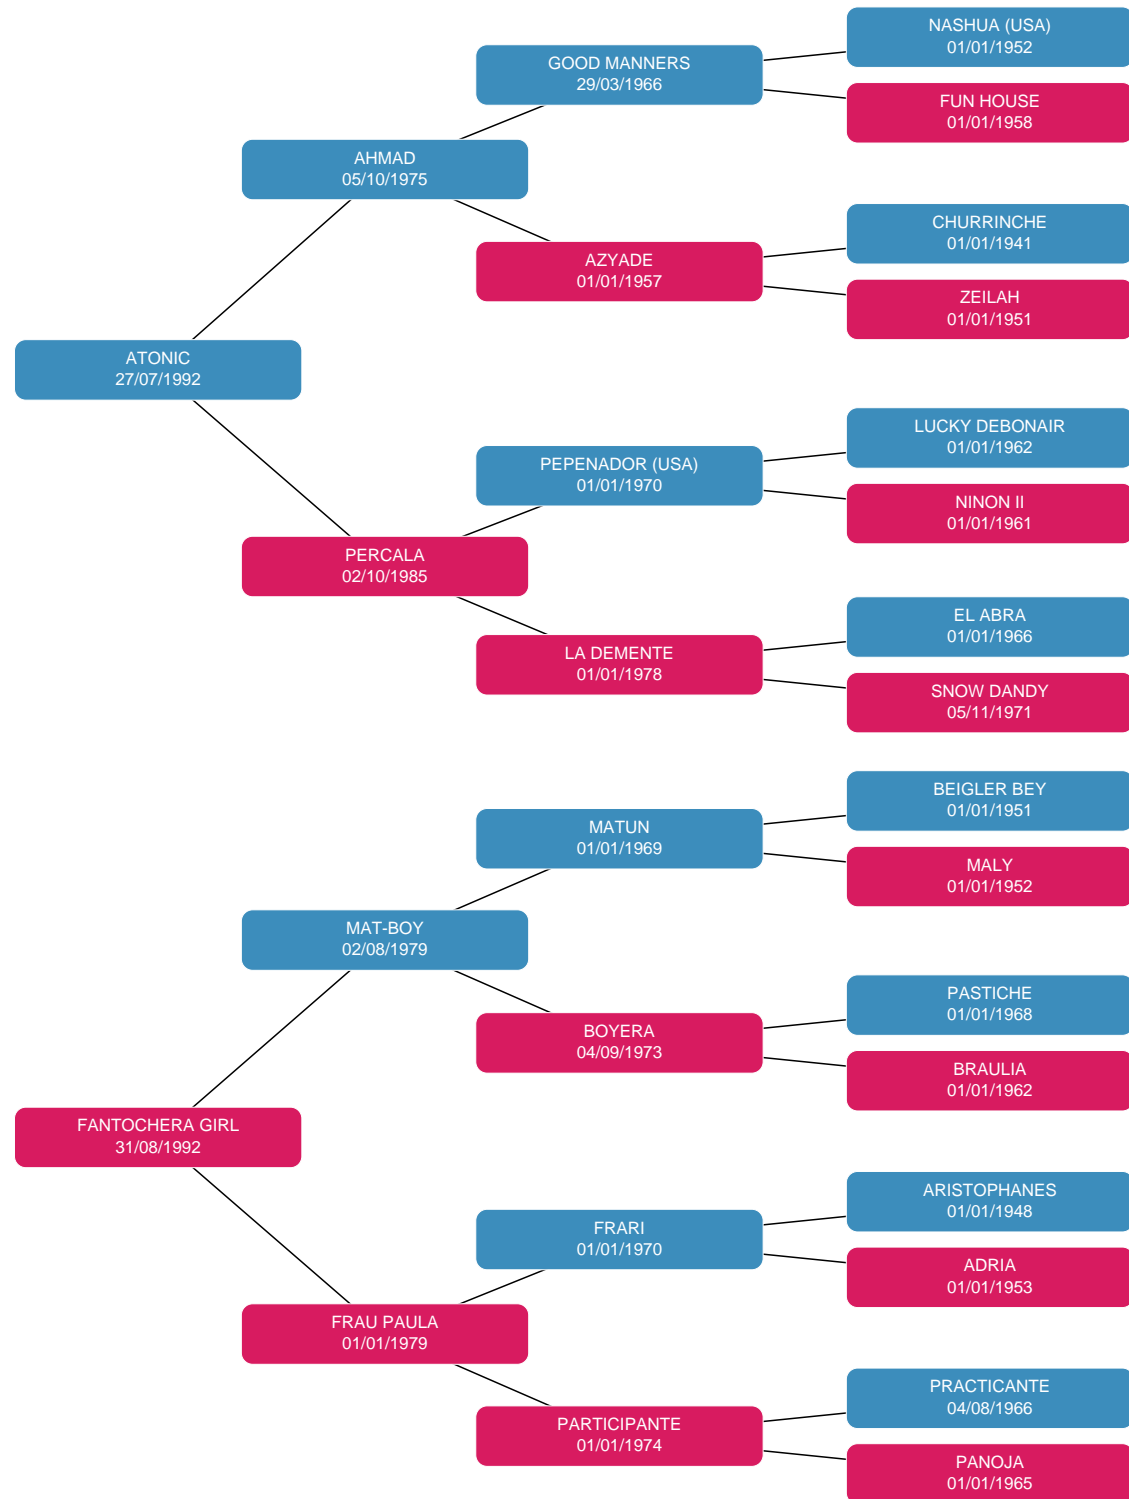 NASHUA (USA)
01/01/1952
GOOD MANNERS
29/03/1966
FUN HOUSE
01/01/1958
AHMAD
05/10/1975
CHURRINCHE
01/01/1941
AZYADE
01/01/1957
ZEILAH
01/01/1951
ATONIC
27/07/1992
LUCKY DEBONAIR
01/01/1962
PEPENADOR (USA)
01/01/1970
NINON II
01/01/1961
PERCALA
02/10/1985
EL ABRA
01/01/1966
LA DEMENTE
01/01/1978
SNOW DANDY
05/11/1971
BEIGLER BEY
01/01/1951
MATUN
01/01/1969
MALY
01/01/1952
MAT-BOY
02/08/1979
PASTICHE
01/01/1968
BOYERA
04/09/1973
BRAULIA
01/01/1962
FANTOCHERA GIRL
31/08/1992
ARISTOPHANES
01/01/1948
FRARI
01/01/1970
ADRIA
01/01/1953
FRAU PAULA
01/01/1979
PRACTICANTE
04/08/1966
PARTICIPANTE
01/01/1974
PANOJA
01/01/1965